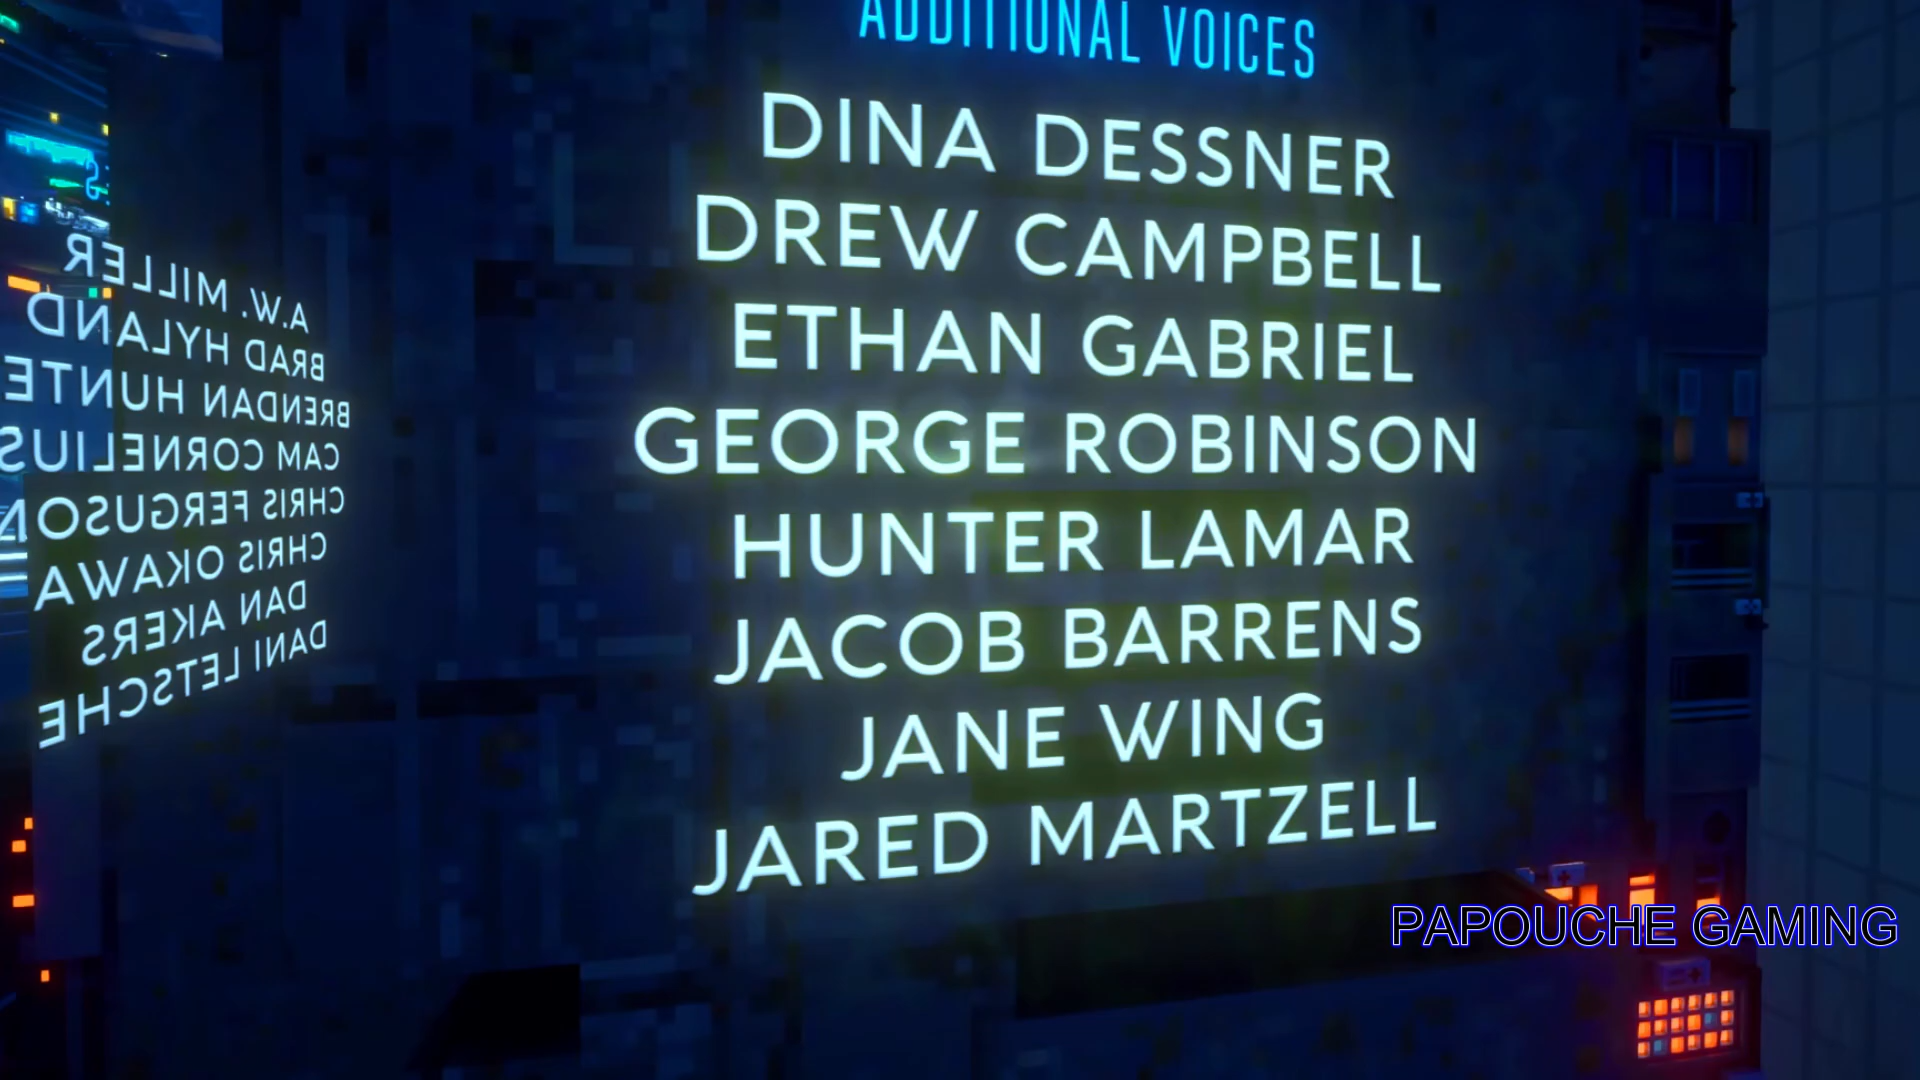 ADDITIONAL VOICES
DINA DESSNER
DREW CAMPBELL
ETHAN GABRIEL
GEORGE ROBINSON
HUNTER LAMAR
JACOB BARRENS
JANE WING
JARED MARTZELL
A.W. MILLER
BRAD HYLAND
BRENDAN HUNTE
CAM CORNELIUS
CHRIS FERGUSON
CHRIS OKAWA
DAN AKERS
DANI LETSCHE
PAPOUCHE GAMING